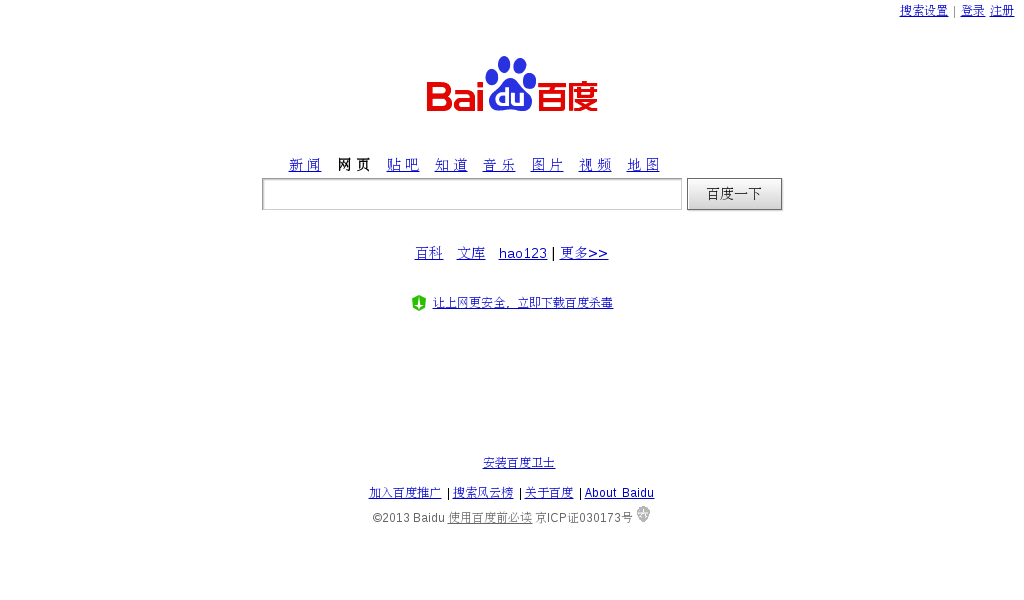 搜索设置 | 登录 注册
Baidu百度
新闻 网页 贴吧 知道 音乐 图片 视频 地图
百度一下
百科 文库 hao123 | 更多>>
让上网更安全，立即下载百度杀毒
安装百度卫士
加入百度推广 | 搜索风云榜 | 关于百度 | About Baidu
©2013 Baidu 使用百度前必读 京ICP证030173号